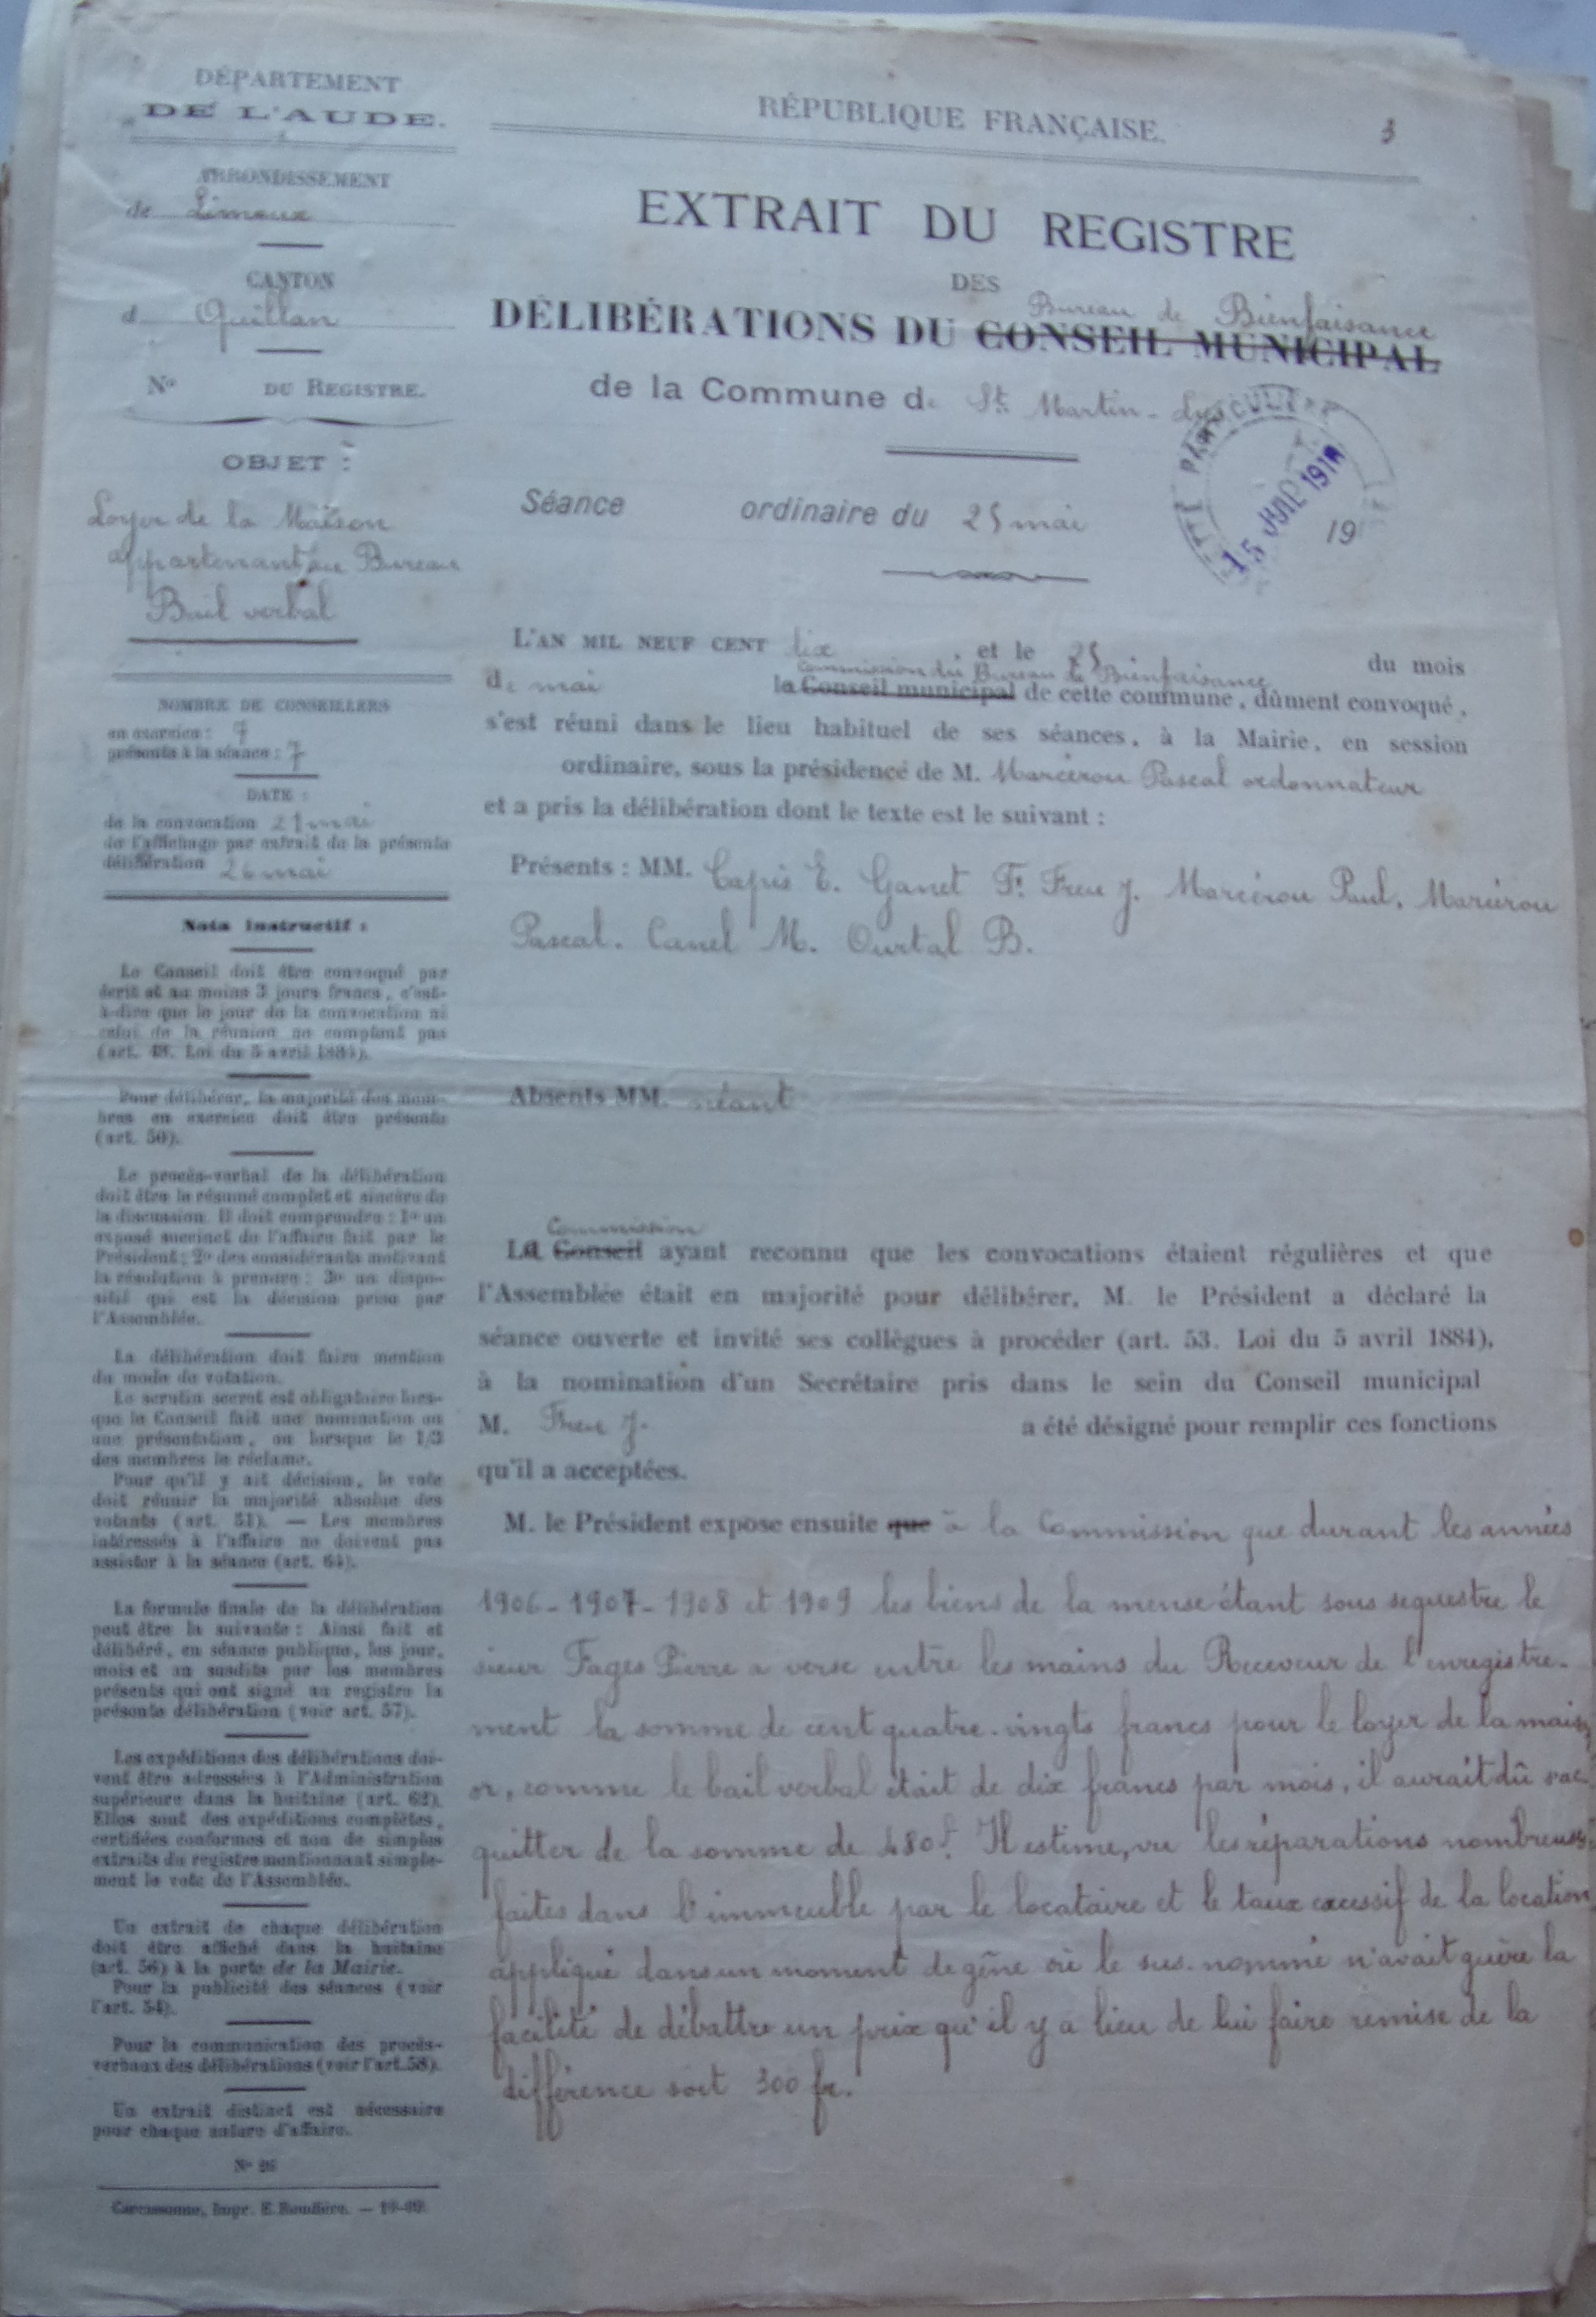 DÉPARTEMENT
DE L'AUDE.
ARRONDISSEMENT
de Limoux
CANTON
d Quillan
N° DU REGISTRE.
OBJET :
Loyer de la Maison
appartenant au Bureau
Bail verbal
NOMBRE DE CONSEILLERS
en exercice : 7
présents à la séance : 7
DATE :
de la convocation 21 mai
de l'affichage par extrait de la présente
délibération 26 mai
Nota instructif :
Le Conseil doit être convoqué par
écrit et au moins 3 jours francs, c'est-
à-dire que le jour de la convocation ni
celui de la réunion ne comptent pas
(art. 48. Loi du 5 avril 1884).
Pour délibérer, la majorité des mem-
bres en exercice doit être présente
(art. 50).
Le procès-verbal de la délibération
doit être le résumé complet et sincère de
la discussion. Il doit comprendre : 1° un
exposé succinct de l'affaire fait par le
Président ; 2° des considérants motivant
la résolution à prendre ; 3° un dispo-
sitif qui est la décision prise par
l'Assemblée.
La délibération doit faire mention
du mode de votation.
Le scrutin secret est obligatoire lors-
que le Conseil fait une nomination ou
une présentation, ou lorsque le 1/3
des membres le réclame.
Pour qu'il y ait décision, le vote
doit réunir la majorité absolue des
votants (art. 51). — Les membres
intéressés à l'affaire ne doivent pas
assister à la séance (art. 64).
La formule finale de la délibération
peut être la suivante : Ainsi fait et
délibéré, en séance publique, les jour,
mois et an susdits par les membres
présents qui ont signé au registre la
présente délibération (voir art. 57).
Les expéditions des délibérations doi-
vent être adressées à l'Administration
supérieure dans la huitaine (art. 62).
Elles sont des expéditions complètes,
certifiées conformes et non de simples
extraits du registre mentionnant simple-
ment le vote de l'Assemblée.
Un extrait de chaque délibération
doit être affiché dans la huitaine
(art. 56) à la porte de la Mairie.
Pour la publicité des séances (voir
l'art. 54).
Pour la communication des procès-
verbaux des délibérations (voir l'art. 58).
Un extrait distinct est nécessaire
pour chaque nature d'affaire.
N° 26
Carcassonne, Impr. E. Roudière. —
RÉPUBLIQUE FRANÇAISE.
3
EXTRAIT DU REGISTRE
DES
Bureau de Bienfaisance
DÉLIBÉRATIONS DU CONSEIL MUNICIPAL
de la Commune de St Martin-Lys
15 JUIL 191
Séance ordinaire du 25 mai 19
L'AN MIL NEUF CENT dix, et le 25 du mois
commission du Bureau de Bienfaisance
de mai la Conseil municipal de cette commune, dûment convoqué,
s'est réuni dans le lieu habituel de ses séances, à la Mairie, en session
ordinaire, sous la présidence de M. Marcérou Pascal ordonnateur
et a pris la délibération dont le texte est le suivant :
Présents : MM. Capis E. Ganet F. Freu J. Marcérou Paul, Marcérou
Pascal. Canel M. Ourtal B.
Absents MM. néant
Commission
La Conseil ayant reconnu que les convocations étaient régulières et que
l'Assemblée était en majorité pour délibérer, M. le Président a déclaré la
séance ouverte et invité ses collègues à procéder (art. 53. Loi du 5 avril 1884),
à la nomination d'un Secrétaire pris dans le sein du Conseil municipal
M. Freu J. a été désigné pour remplir ces fonctions
qu'il a acceptées.
M. le Président expose ensuite que à la Commission que durant les années
1906-1907-1908 et 1909 les biens de la mense étant sous sequestre le
sieur Fages Pierre a versé entre les mains du Receveur de l'enregistre-
ment la somme de cent quatre-vingts francs pour le loyer de la maison,
or, comme le bail verbal était de dix francs par mois, il aurait dû s'ac-
quitter de la somme de 480f. Il estime, vu les réparations nombreuses
faites dans l'immeuble par le locataire et le taux excessif de la location
appliqué dans un moment de gêne où le sus-nommé n'avait guère la
facilité de débattre un prix qu'il y a lieu de lui faire remise de la
différence soit 300 fr.